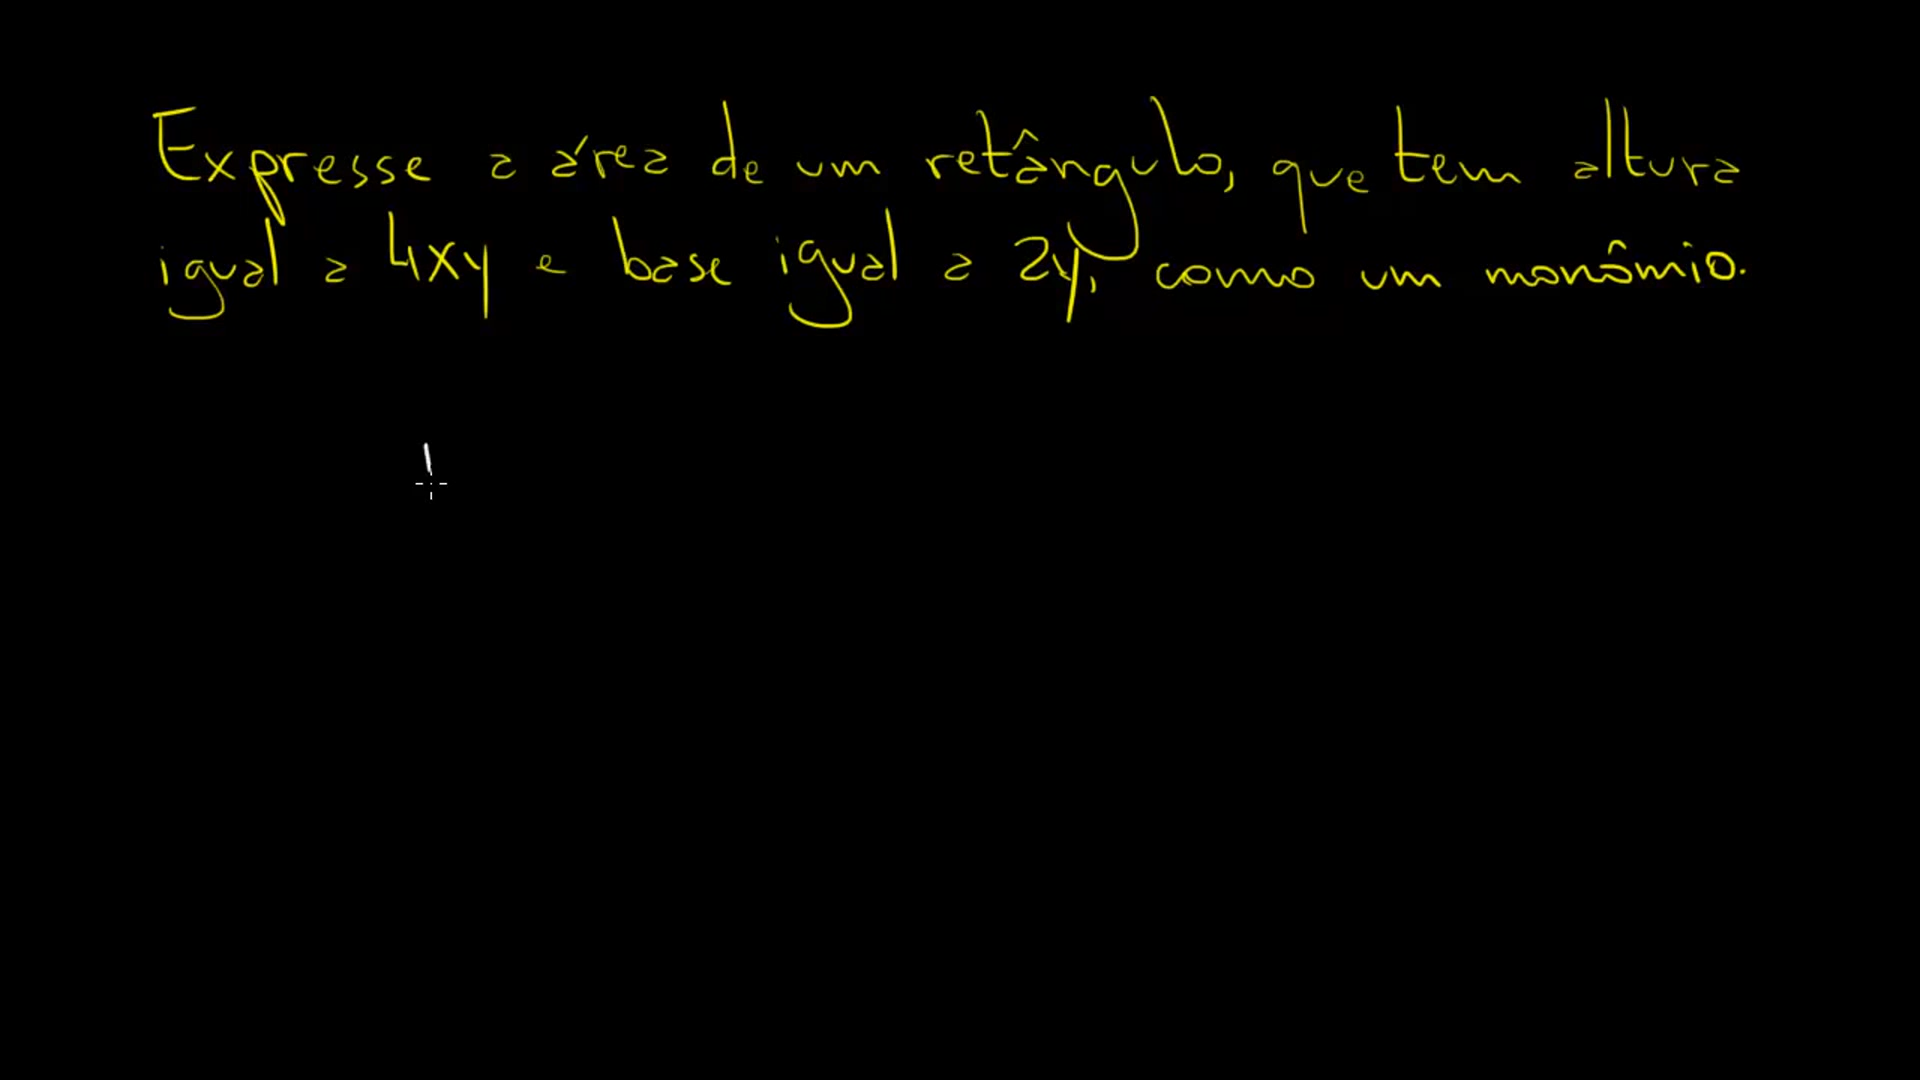 Expresse a área de um retângulo, que tem altura
igual a 4xy e base igual a 2y, como um monômio.